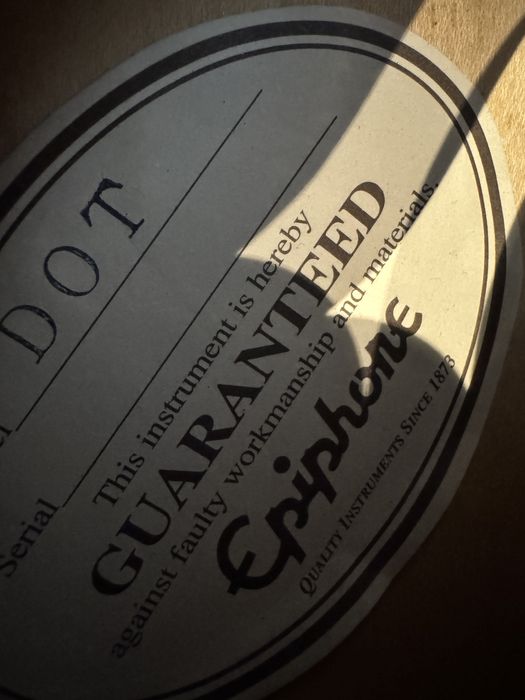 DOT
Serial
This instrument is hereby
GUARANTEED
against faulty workmanship and materials.
Epiphone
QUALITY INSTRUMENTS SINCE 1873